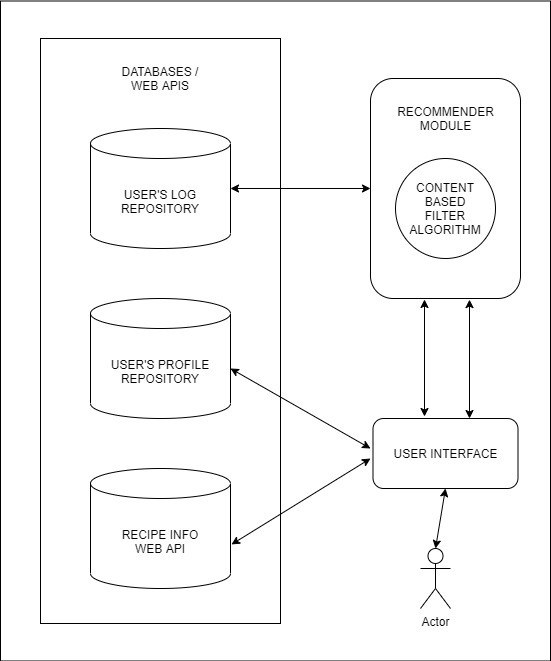 DATABASES /
WEB APIS
USER'S LOG
REPOSITORY
USER'S PROFILE
REPOSITORY
RECIPE INFO
WEB API
RECOMMENDER
MODULE
CONTENT
BASED
FILTER
ALGORITHM
USER INTERFACE
Actor